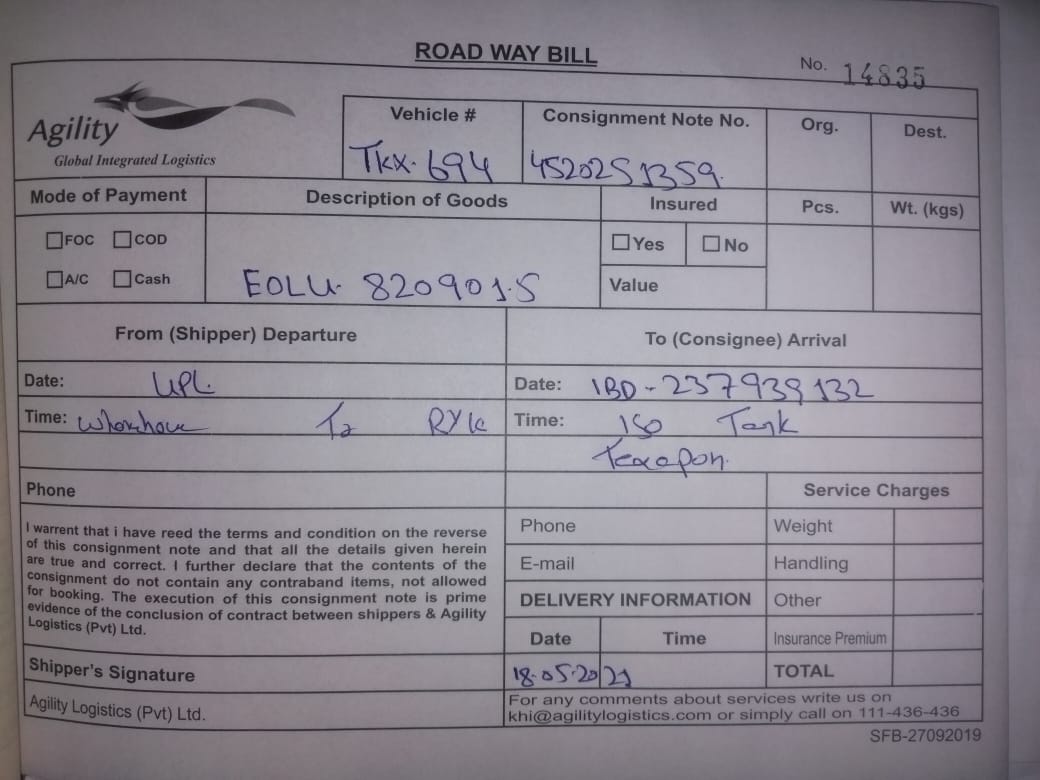 ROAD WAY BILL
No. 14835
Agility
Global Integrated Logistics
Vehicle #
TKX-694
Consignment Note No.
4520251359
Org.
Dest.
Mode of Payment
FOC COD
A/C Cash
Description of Goods
EOLU- 820901-5
Insured
Yes No
Value
Pcs.
Wt. (kgs)
From (Shipper) Departure
Date: UPL
Time: To RYK
Phone
To (Consignee) Arrival
Date: IBD-237939132
Time: ISO Tank
Texapon
I warrent that i have reed the terms and condition on the reverse
of this consignment note and that all the details given herein
are true and correct. I further declare that the contents of the
consignment do not contain any contraband items, not allowed
for booking. The execution of this consignment note is prime
evidence of the conclusion of contract between shippers & Agility
Logistics (Pvt) Ltd.
Shipper's Signature
Agility Logistics (Pvt) Ltd.
Phone
E-mail
DELIVERY INFORMATION
Date Time
18-05-2021
Service Charges
Weight
Handling
Other
Insurance Premium
TOTAL
For any comments about services write us on
khi@agilitylogistics.com or simply call on 111-436-436
SFB-27092019